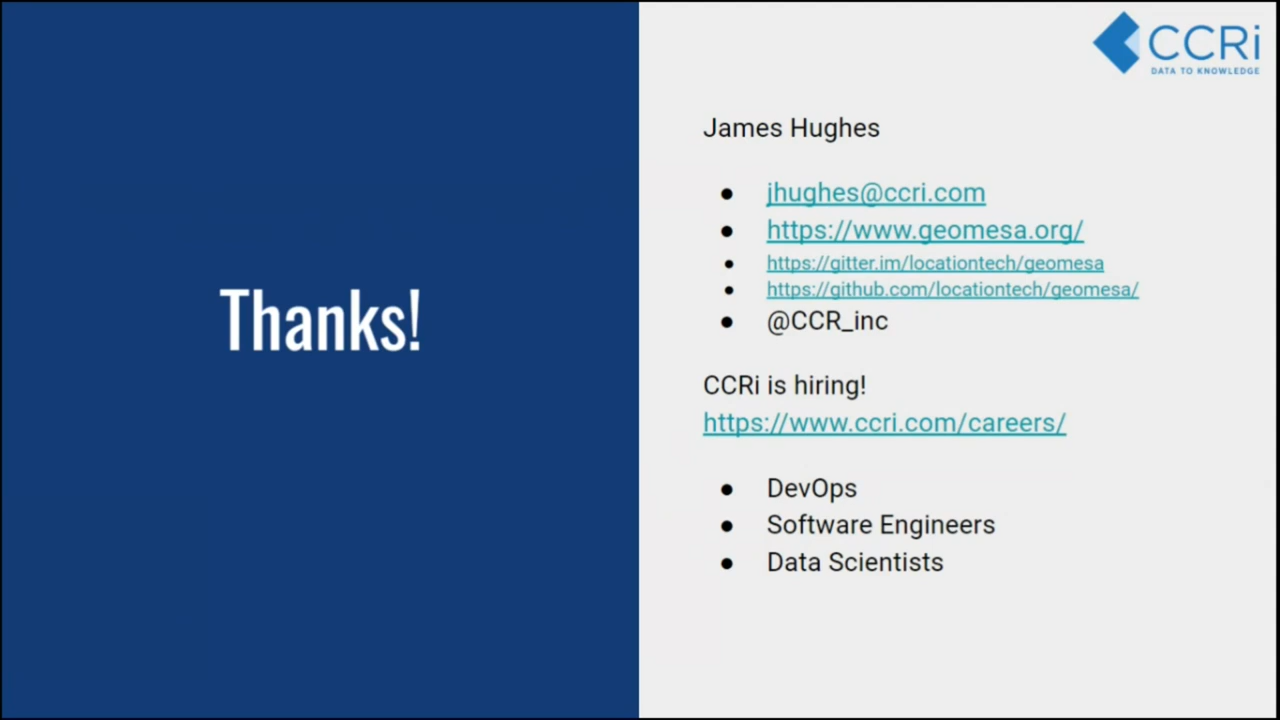 CCRi
DATA TO KNOWLEDGE
Thanks!
James Hughes
● jhughes@ccri.com
● https://www.geomesa.org/
● https://gitter.im/locationtech/geomesa
● https://github.com/locationtech/geomesa/
● @CCR_inc
CCRi is hiring!
https://www.ccri.com/careers/
● DevOps
● Software Engineers
● Data Scientists